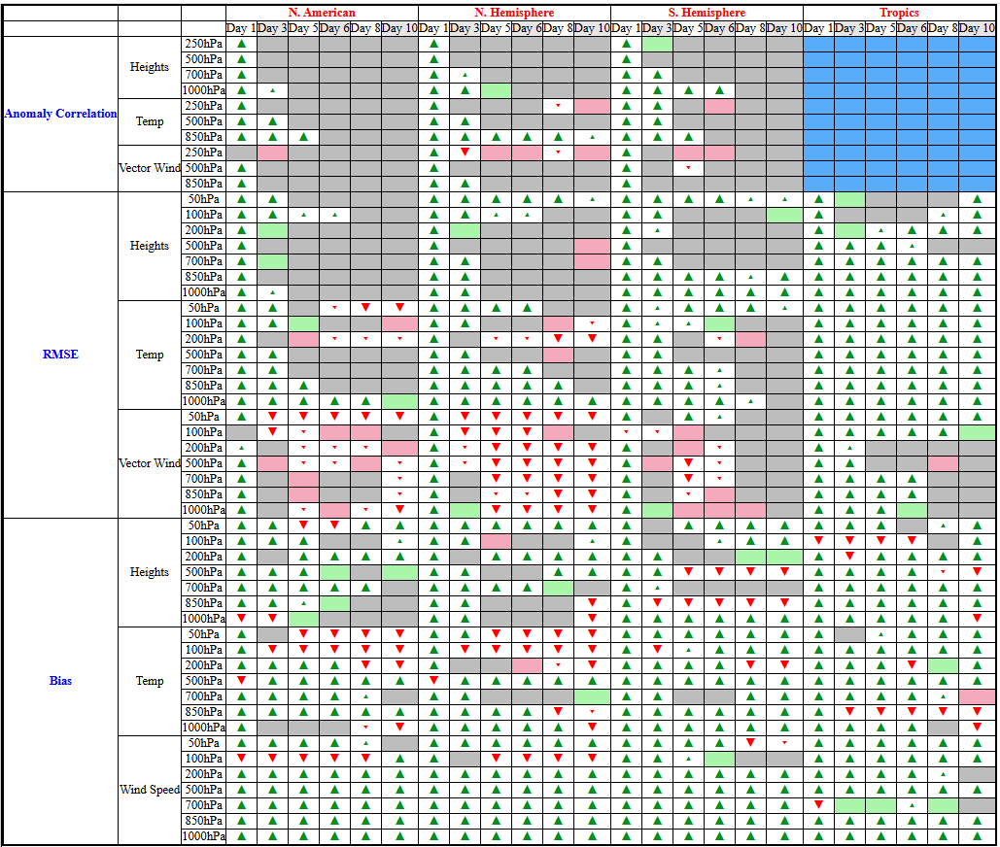 N. American N. Hemisphere S. Hemisphere Tropics
Day 1 Day 3 Day 5 Day 6 Day 8 Day 10 Day 1 Day 3 Day 5 Day 6 Day 8 Day 10 Day 1 Day 3 Day 5 Day 6 Day 8 Day 10 Day 1 Day 3 Day 5 Day 6 Day 8 Day 10
Anomaly Correlation
Heights
250hPa
500hPa
700hPa
1000hPa
Temp
250hPa
500hPa
850hPa
Vector Wind
250hPa
500hPa
850hPa
RMSE
Heights
50hPa
100hPa
200hPa
500hPa
700hPa
850hPa
1000hPa
Temp
50hPa
100hPa
200hPa
500hPa
700hPa
850hPa
1000hPa
Vector Wind
50hPa
100hPa
200hPa
500hPa
700hPa
850hPa
1000hPa
Bias
Heights
50hPa
100hPa
200hPa
500hPa
700hPa
850hPa
1000hPa
Temp
50hPa
100hPa
200hPa
500hPa
700hPa
850hPa
1000hPa
Wind Speed
50hPa
100hPa
200hPa
500hPa
700hPa
850hPa
1000hPa